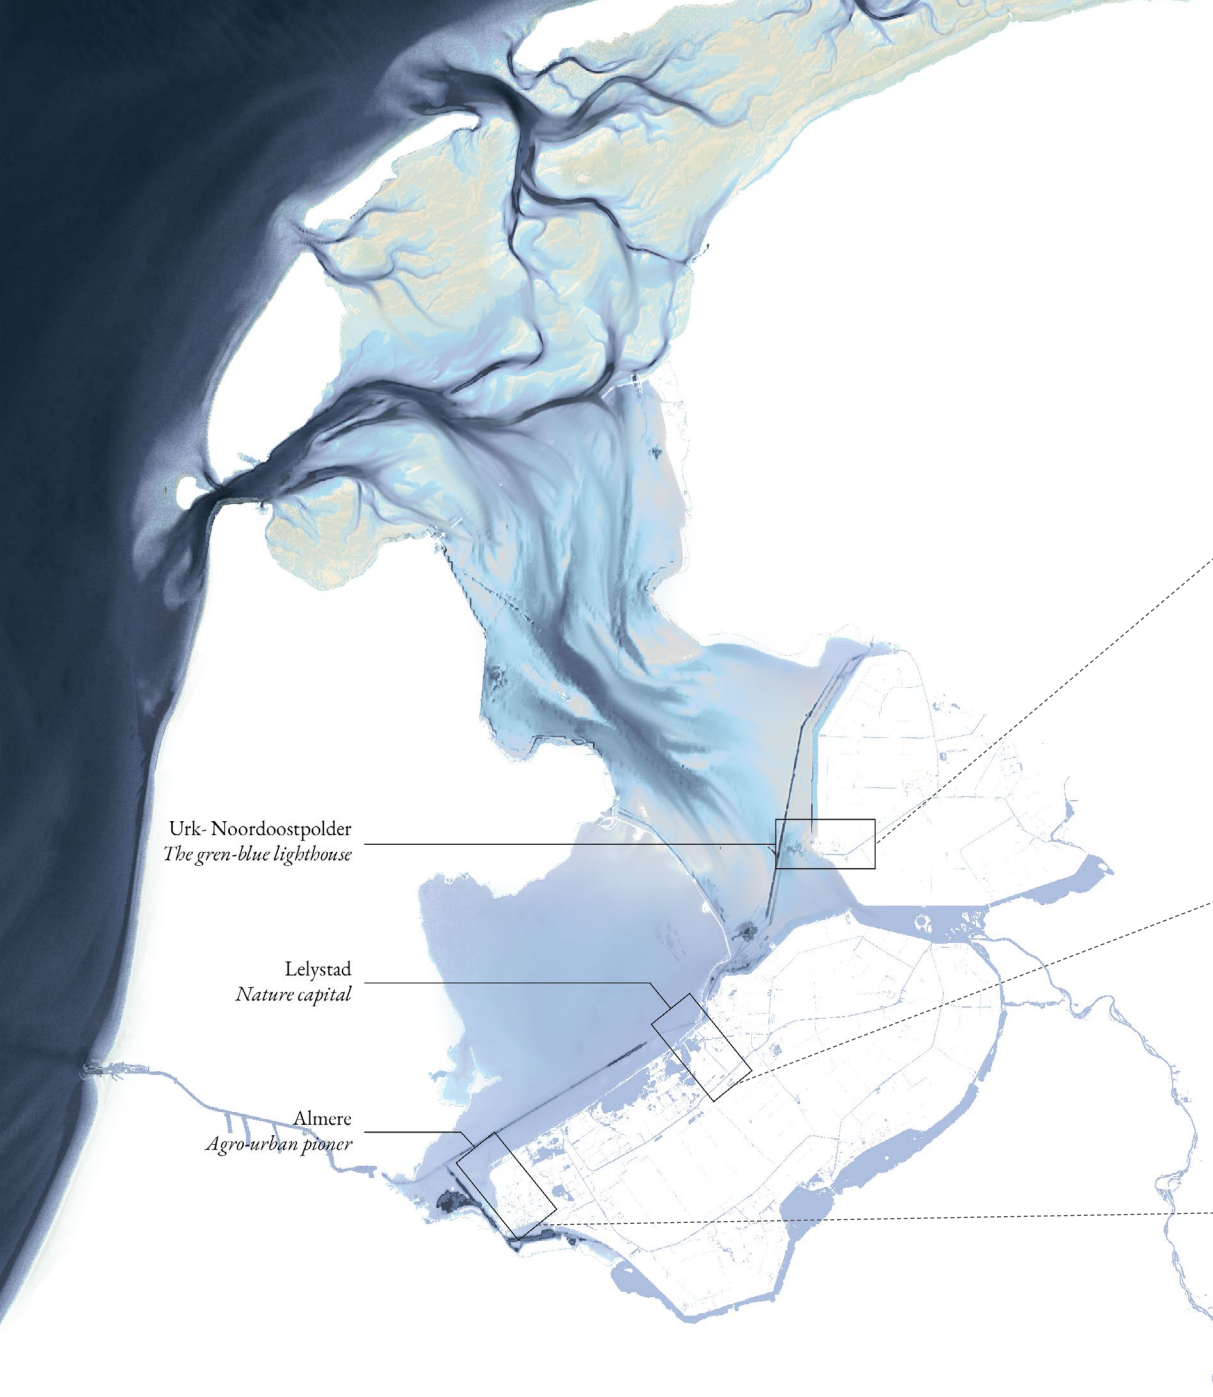 Urk- Noordoostpolder
The gren-blue lighthouse
Lelystad
Nature capital
Almere
Agro-urban pioner